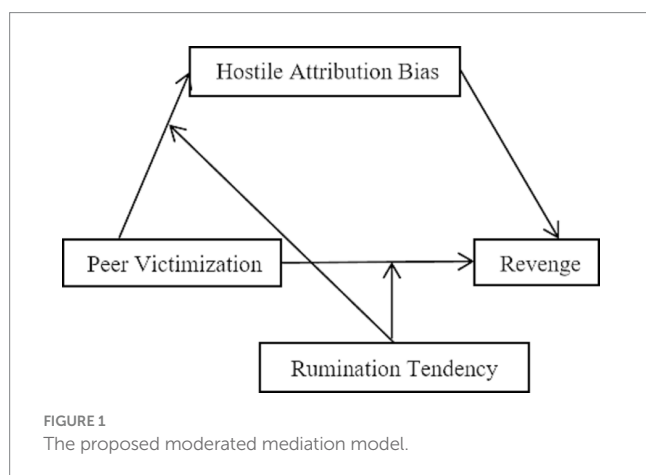 Hostile Attribution Bias
Peer Victimization
Revenge
Rumination Tendency
FIGURE 1
The proposed moderated mediation model.